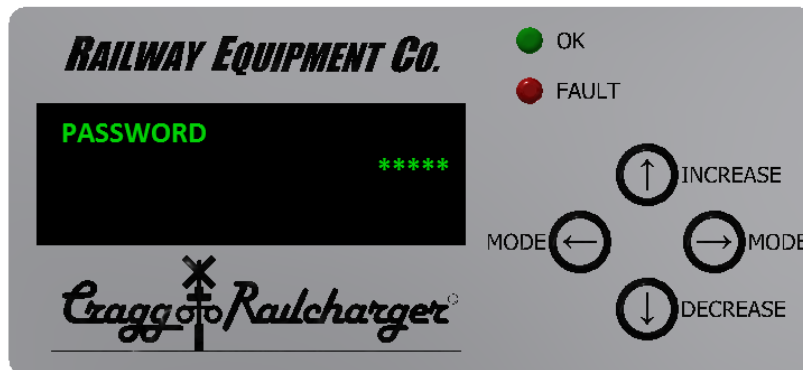 RAILWAY EQUIPMENT CO.
OK
FAULT
PASSWORD
*****
INCREASE
MODE ← → MODE
↑
↓
DECREASE
Cragg Railcharger